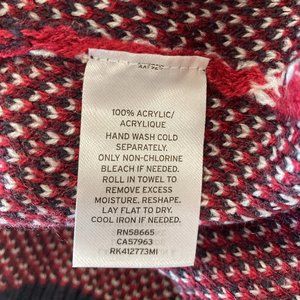 100% ACRYLIC/
ACRYLIQUE
HAND WASH COLD
SEPARATELY.
ONLY NON-CHLORINE
BLEACH IF NEEDED.
ROLL IN TOWEL TO
REMOVE EXCESS
MOISTURE. RESHAPE.
LAY FLAT TO DRY.
COOL IRON IF NEEDED.
RN58665
CA57963
RK412773MI